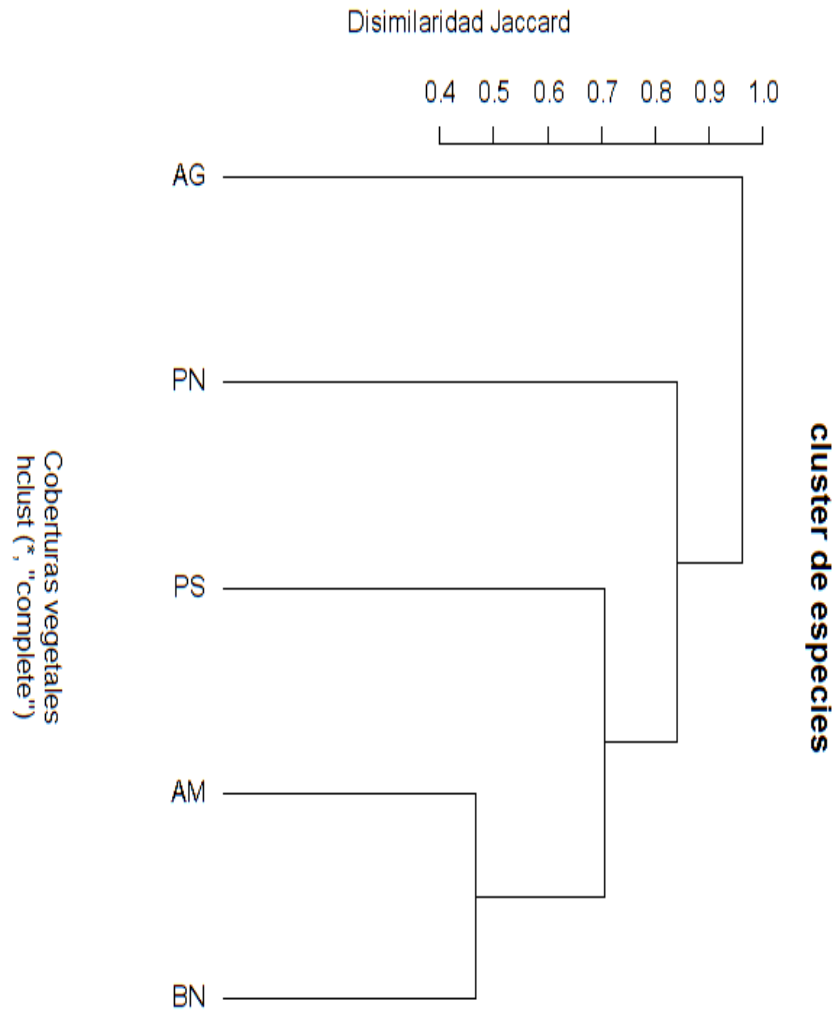 Disimilaridad Jaccard
0.4 0.5 0.6 0.7 0.8 0.9 1.0
AG
PN
PS
AM
BN
cluster de especies
Coberturas vegetales
hclust (*, "complete")